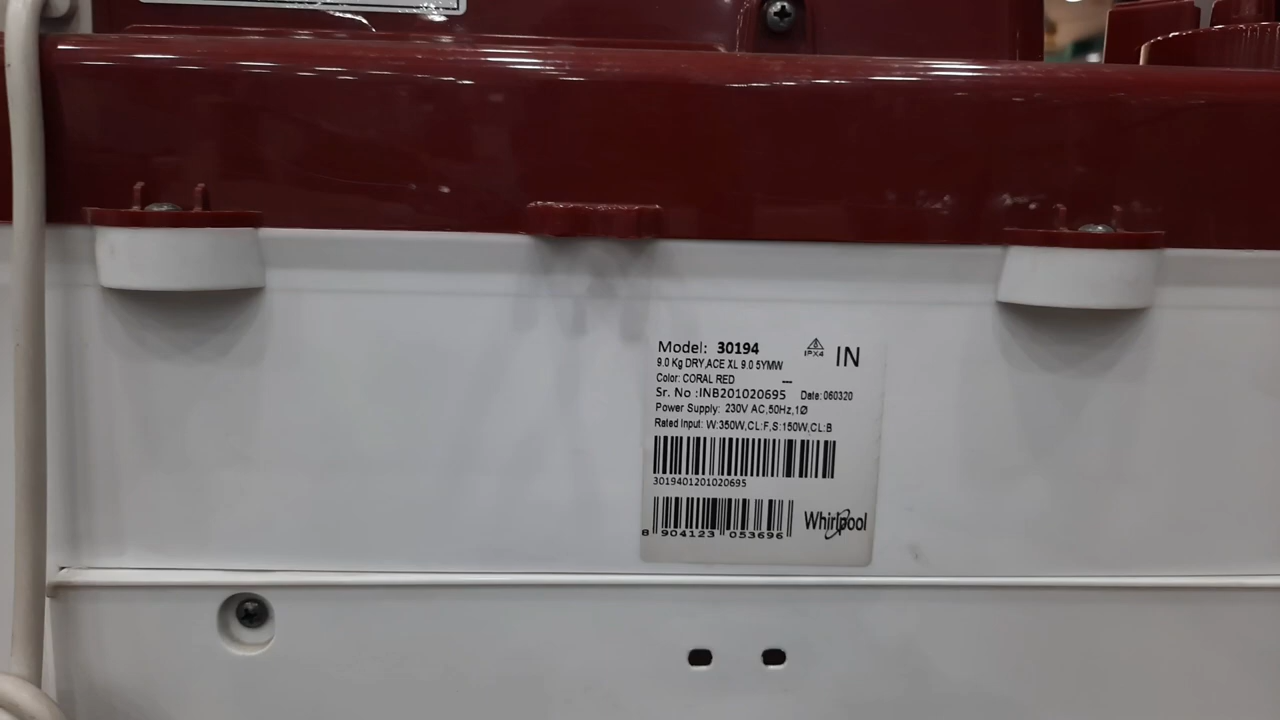 Model: 30194
IPX4
IN
9.0 Kg DRY,ACE XL 9.0 5YMW
Color: CORAL RED
Sr. No :INB201020695 Date: 060320
Power Supply: 230V AC,50Hz,1Ø
Rated Input: W:350W,CL:F,S:150W,CL:B
3019401201020695
8 904123 053696
Whirlpool